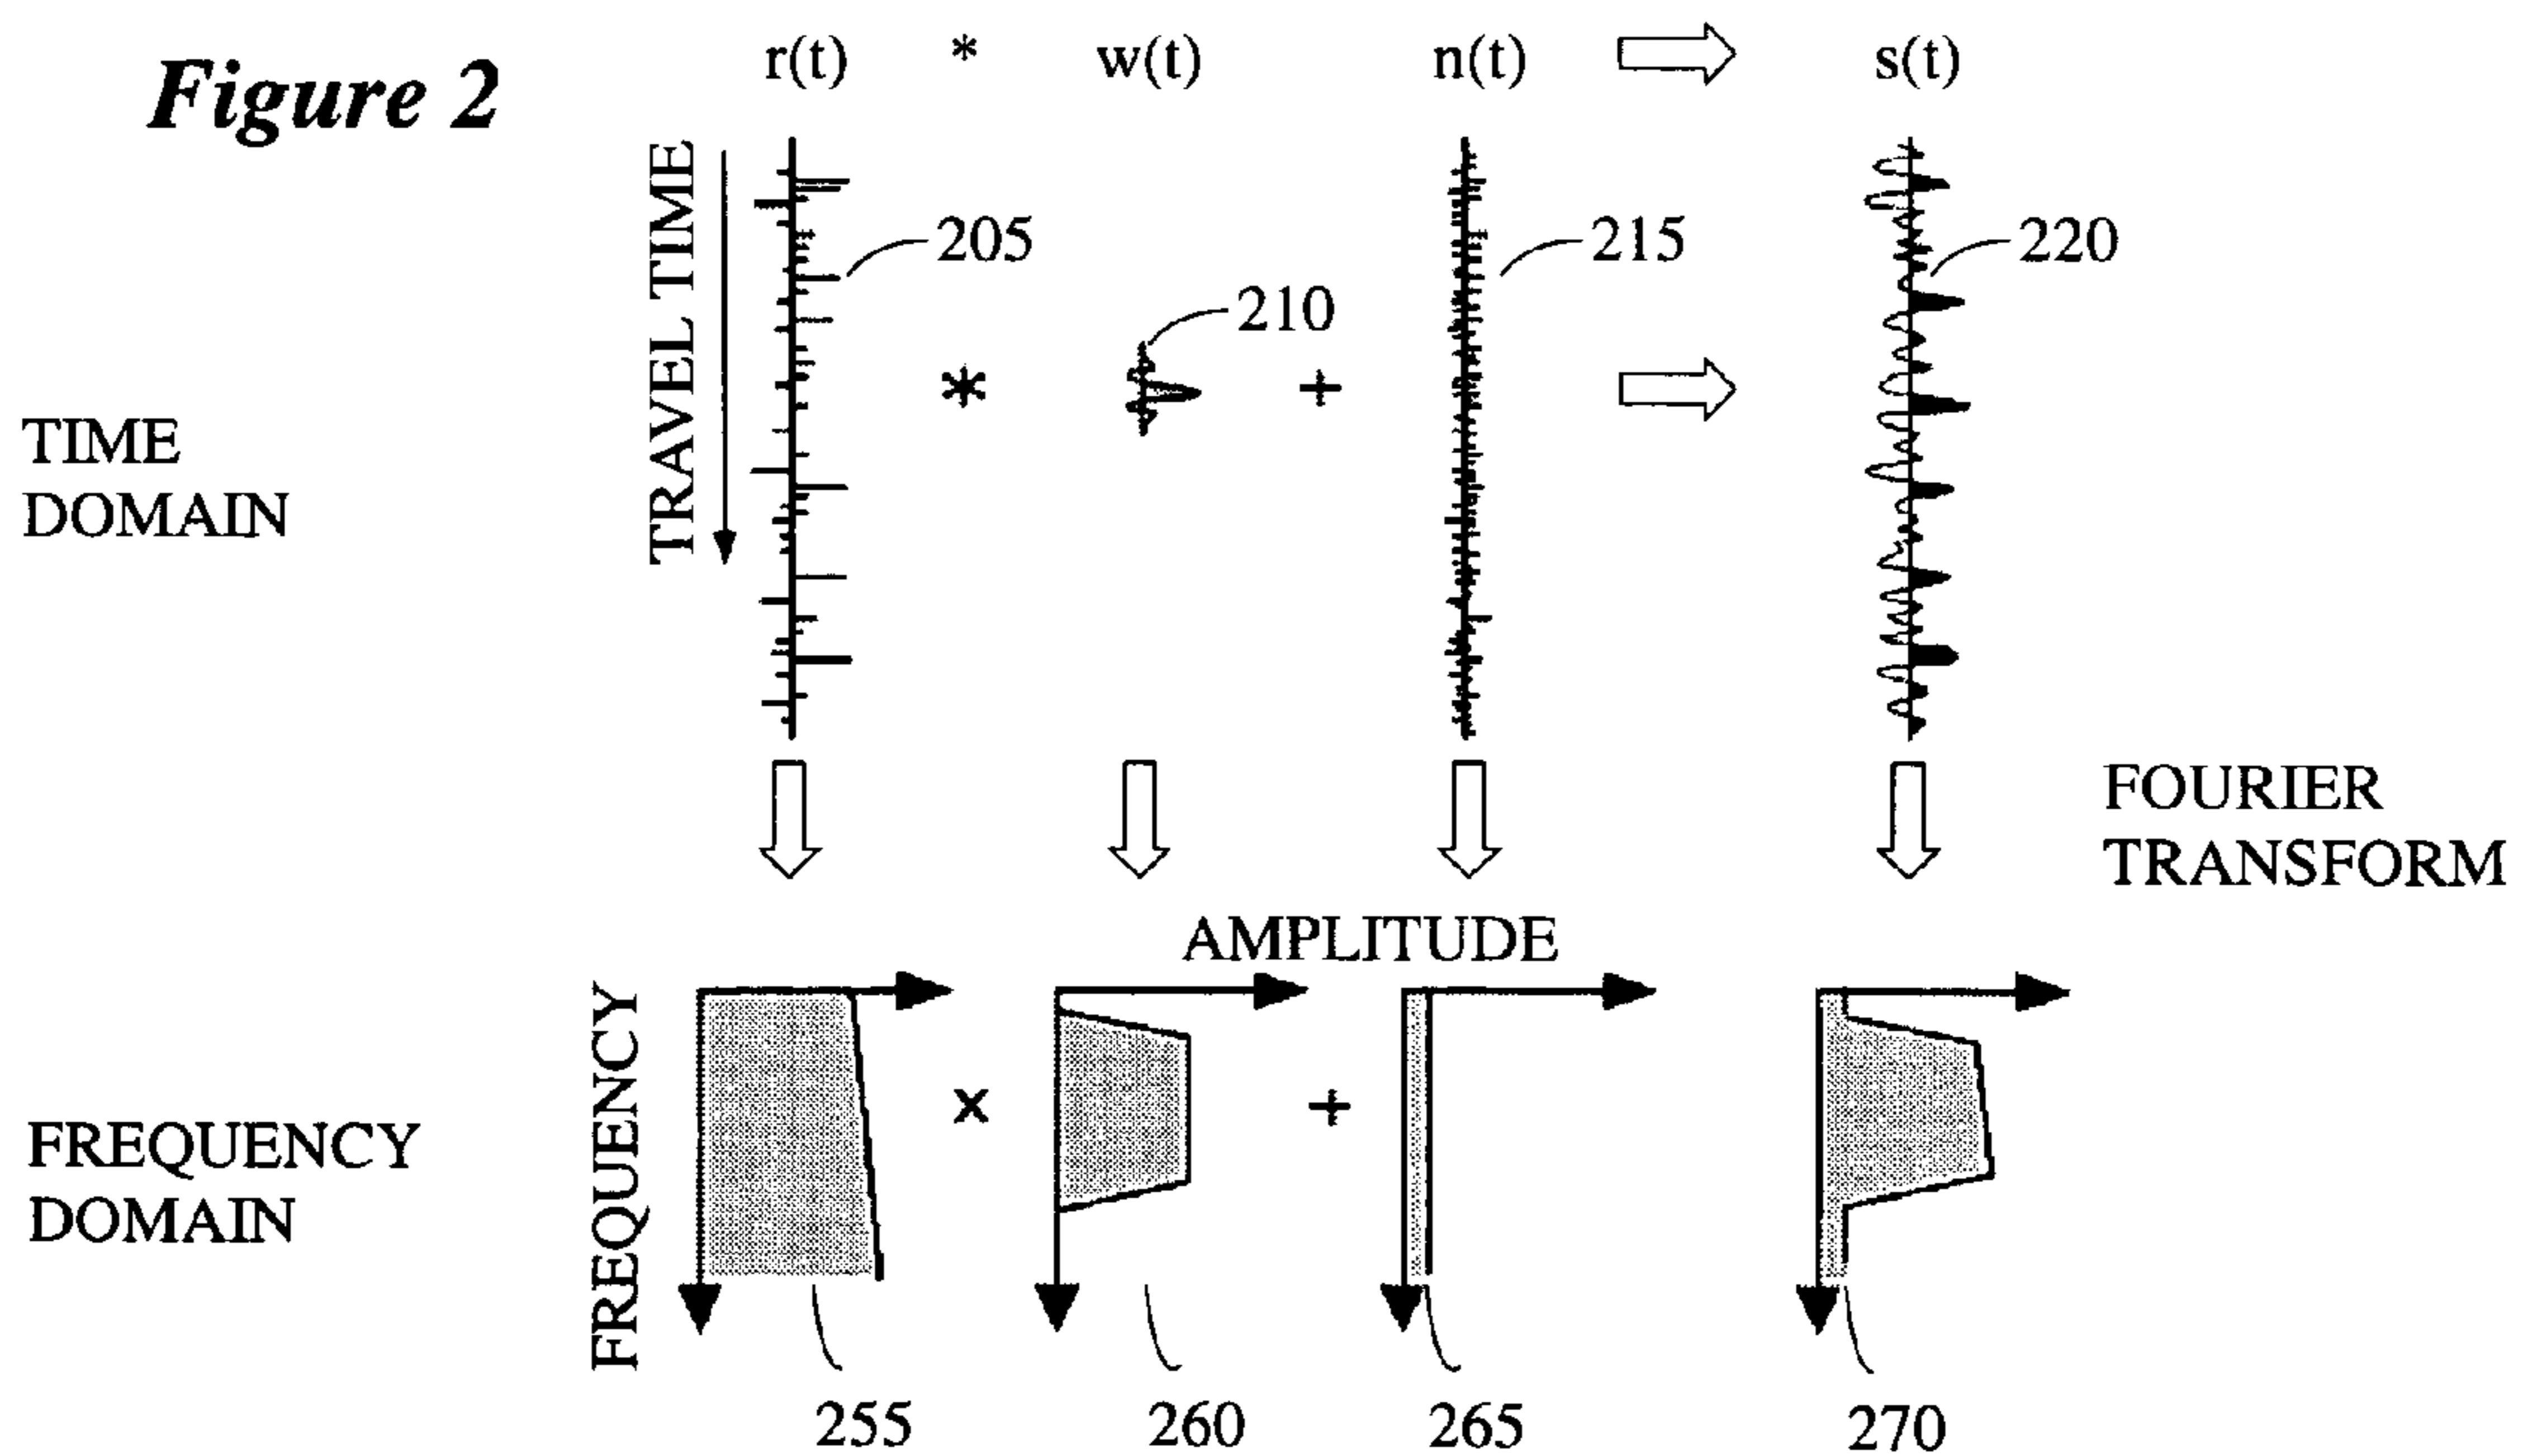 Figure 2
r(t) * w(t) n(t) s(t)
TRAVEL TIME
205
215
220
210
* +
TIME
DOMAIN
FOURIER
TRANSFORM
AMPLITUDE
FREQUENCY
x +
FREQUENCY
DOMAIN
255 260 265 270